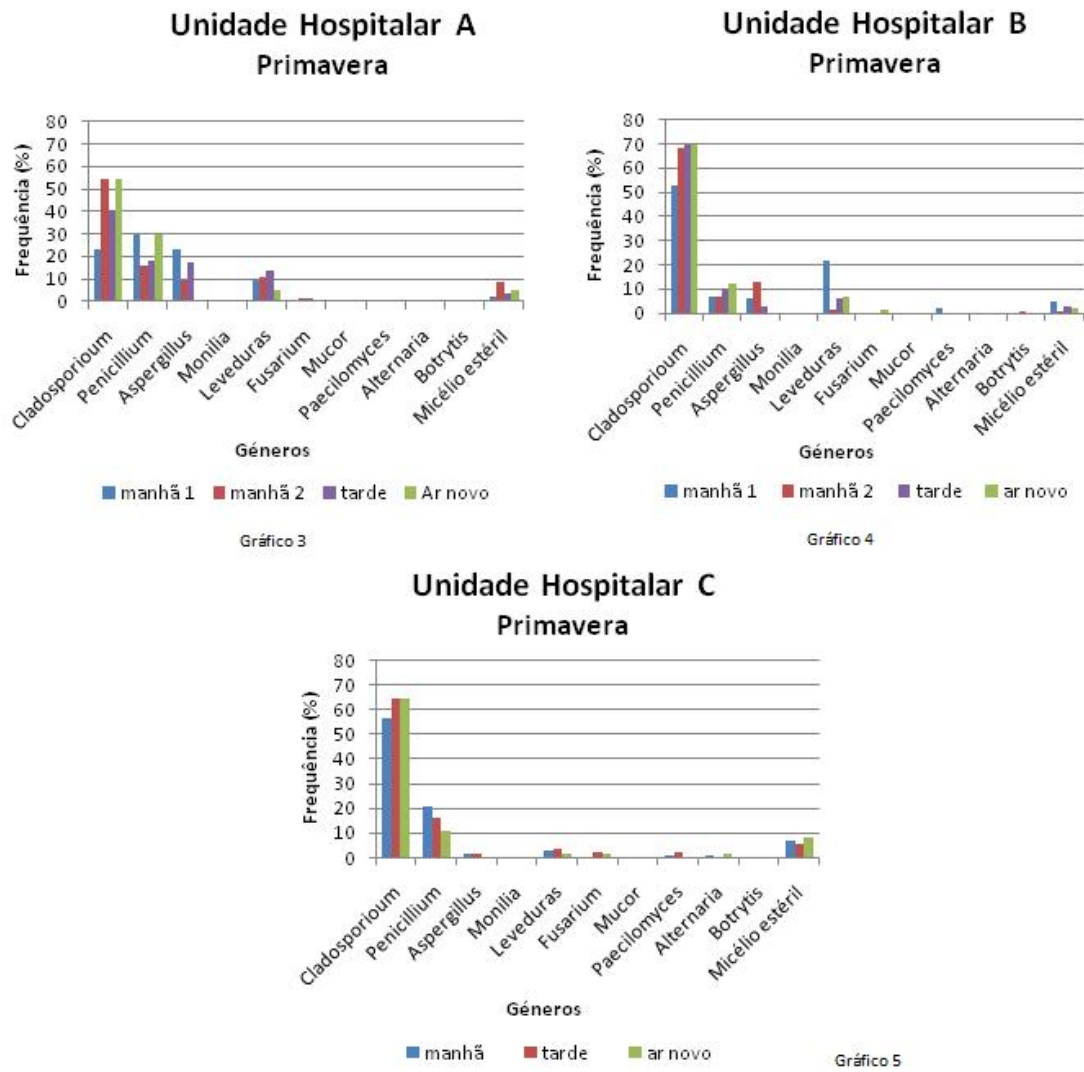 Unidade Hospitalar A
Primavera
Frequência (%)
80
70
60
50
40
30
20
10
0
Cladosporioum
Penicillium
Aspergillus
Monilia
Leveduras
Fusarium
Mucor
Paecilomyces
Alternaria
Botrytis
Micélio estéril
Géneros
manhã 1 manhã 2 tarde Ar novo
Gráfico 3
Unidade Hospitalar B
Primavera
Frequência (%)
80
70
60
50
40
30
20
10
0
Cladosporioum
Penicillium
Aspergillus
Monilia
Leveduras
Fusarium
Mucor
Paecilomyces
Alternaria
Botrytis
Micélio estéril
Géneros
manhã 1 manhã 2 tarde ar novo
Gráfico 4
Unidade Hospitalar C
Primavera
Frequência (%)
80
70
60
50
40
30
20
10
0
Cladosporioum
Penicillium
Aspergillus
Monilia
Leveduras
Fusarium
Mucor
Paecilomyces
Alternaria
Botrytis
Micélio estéril
Géneros
manhã tarde ar novo
Gráfico 5